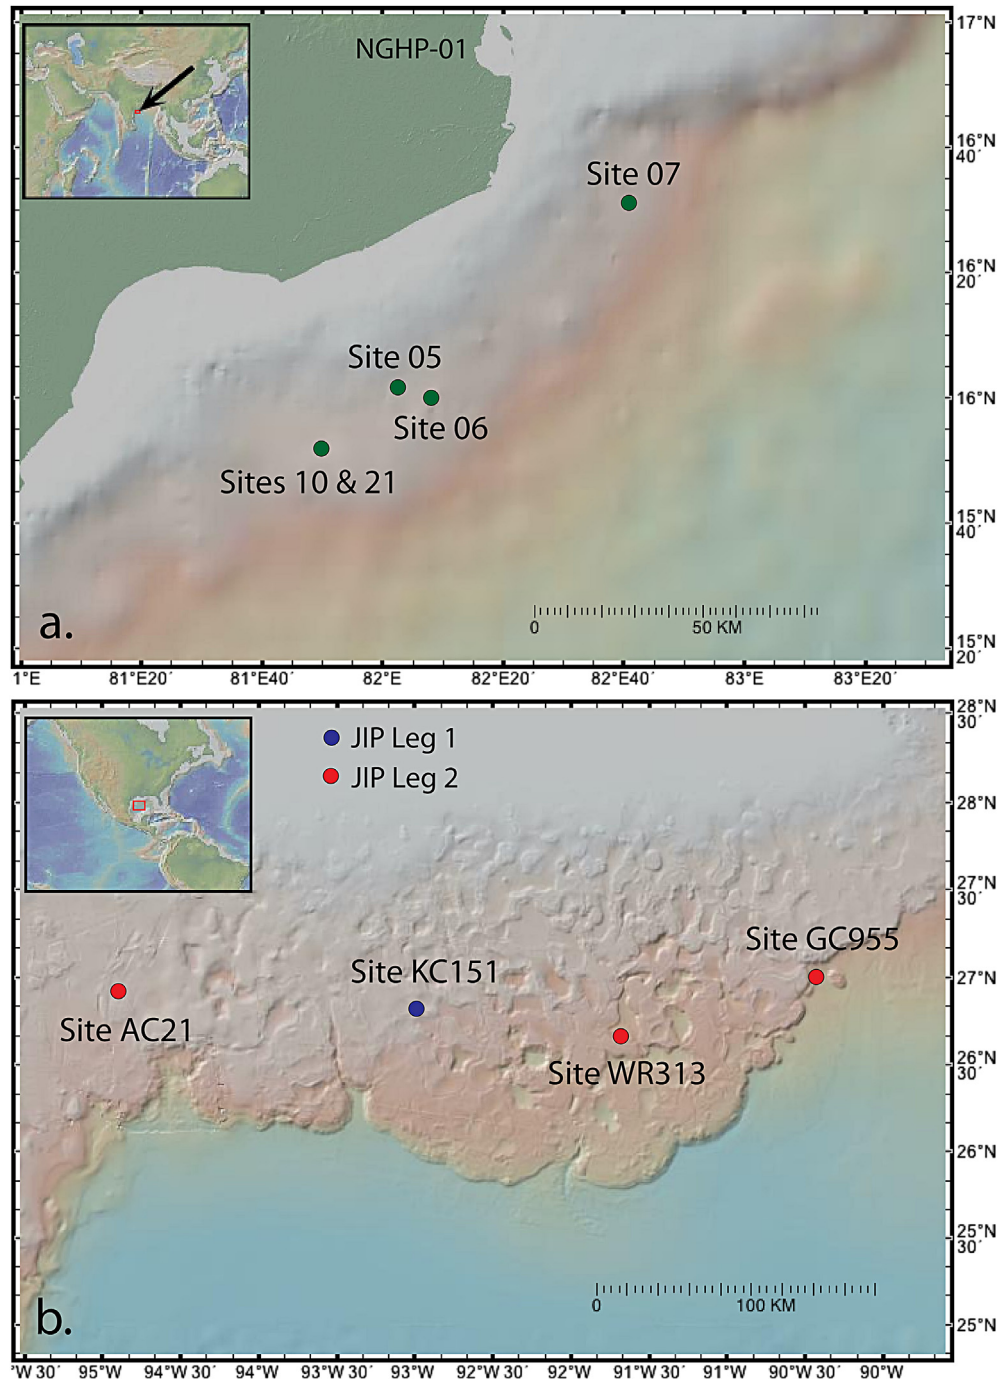 NGHP-01
17°N
Site 07
16°N
40′
16°N
20′
Site 05
16°N
Site 06
Sites 10 & 21
15°N
40′
a.
0
50 KM
15°N
20′
1°E
81°E20′
81°E40′
82°E
82°E20′
82°E40′
83°E
83°E20′
28°N
30′
JIP Leg 1
JIP Leg 2
28°N
27°N
30′
Site GC955
Site KC151
27°N
Site AC21
26°N
30′
Site WR313
26°N
25°N
30′
0
100 KM
b.
25°N
°W 30′
95°W
94°W 30′
94°W
93°W 30′
93°W
92°W 30′
92°W
91°W 30′
91°W
90°W 30′
90°W